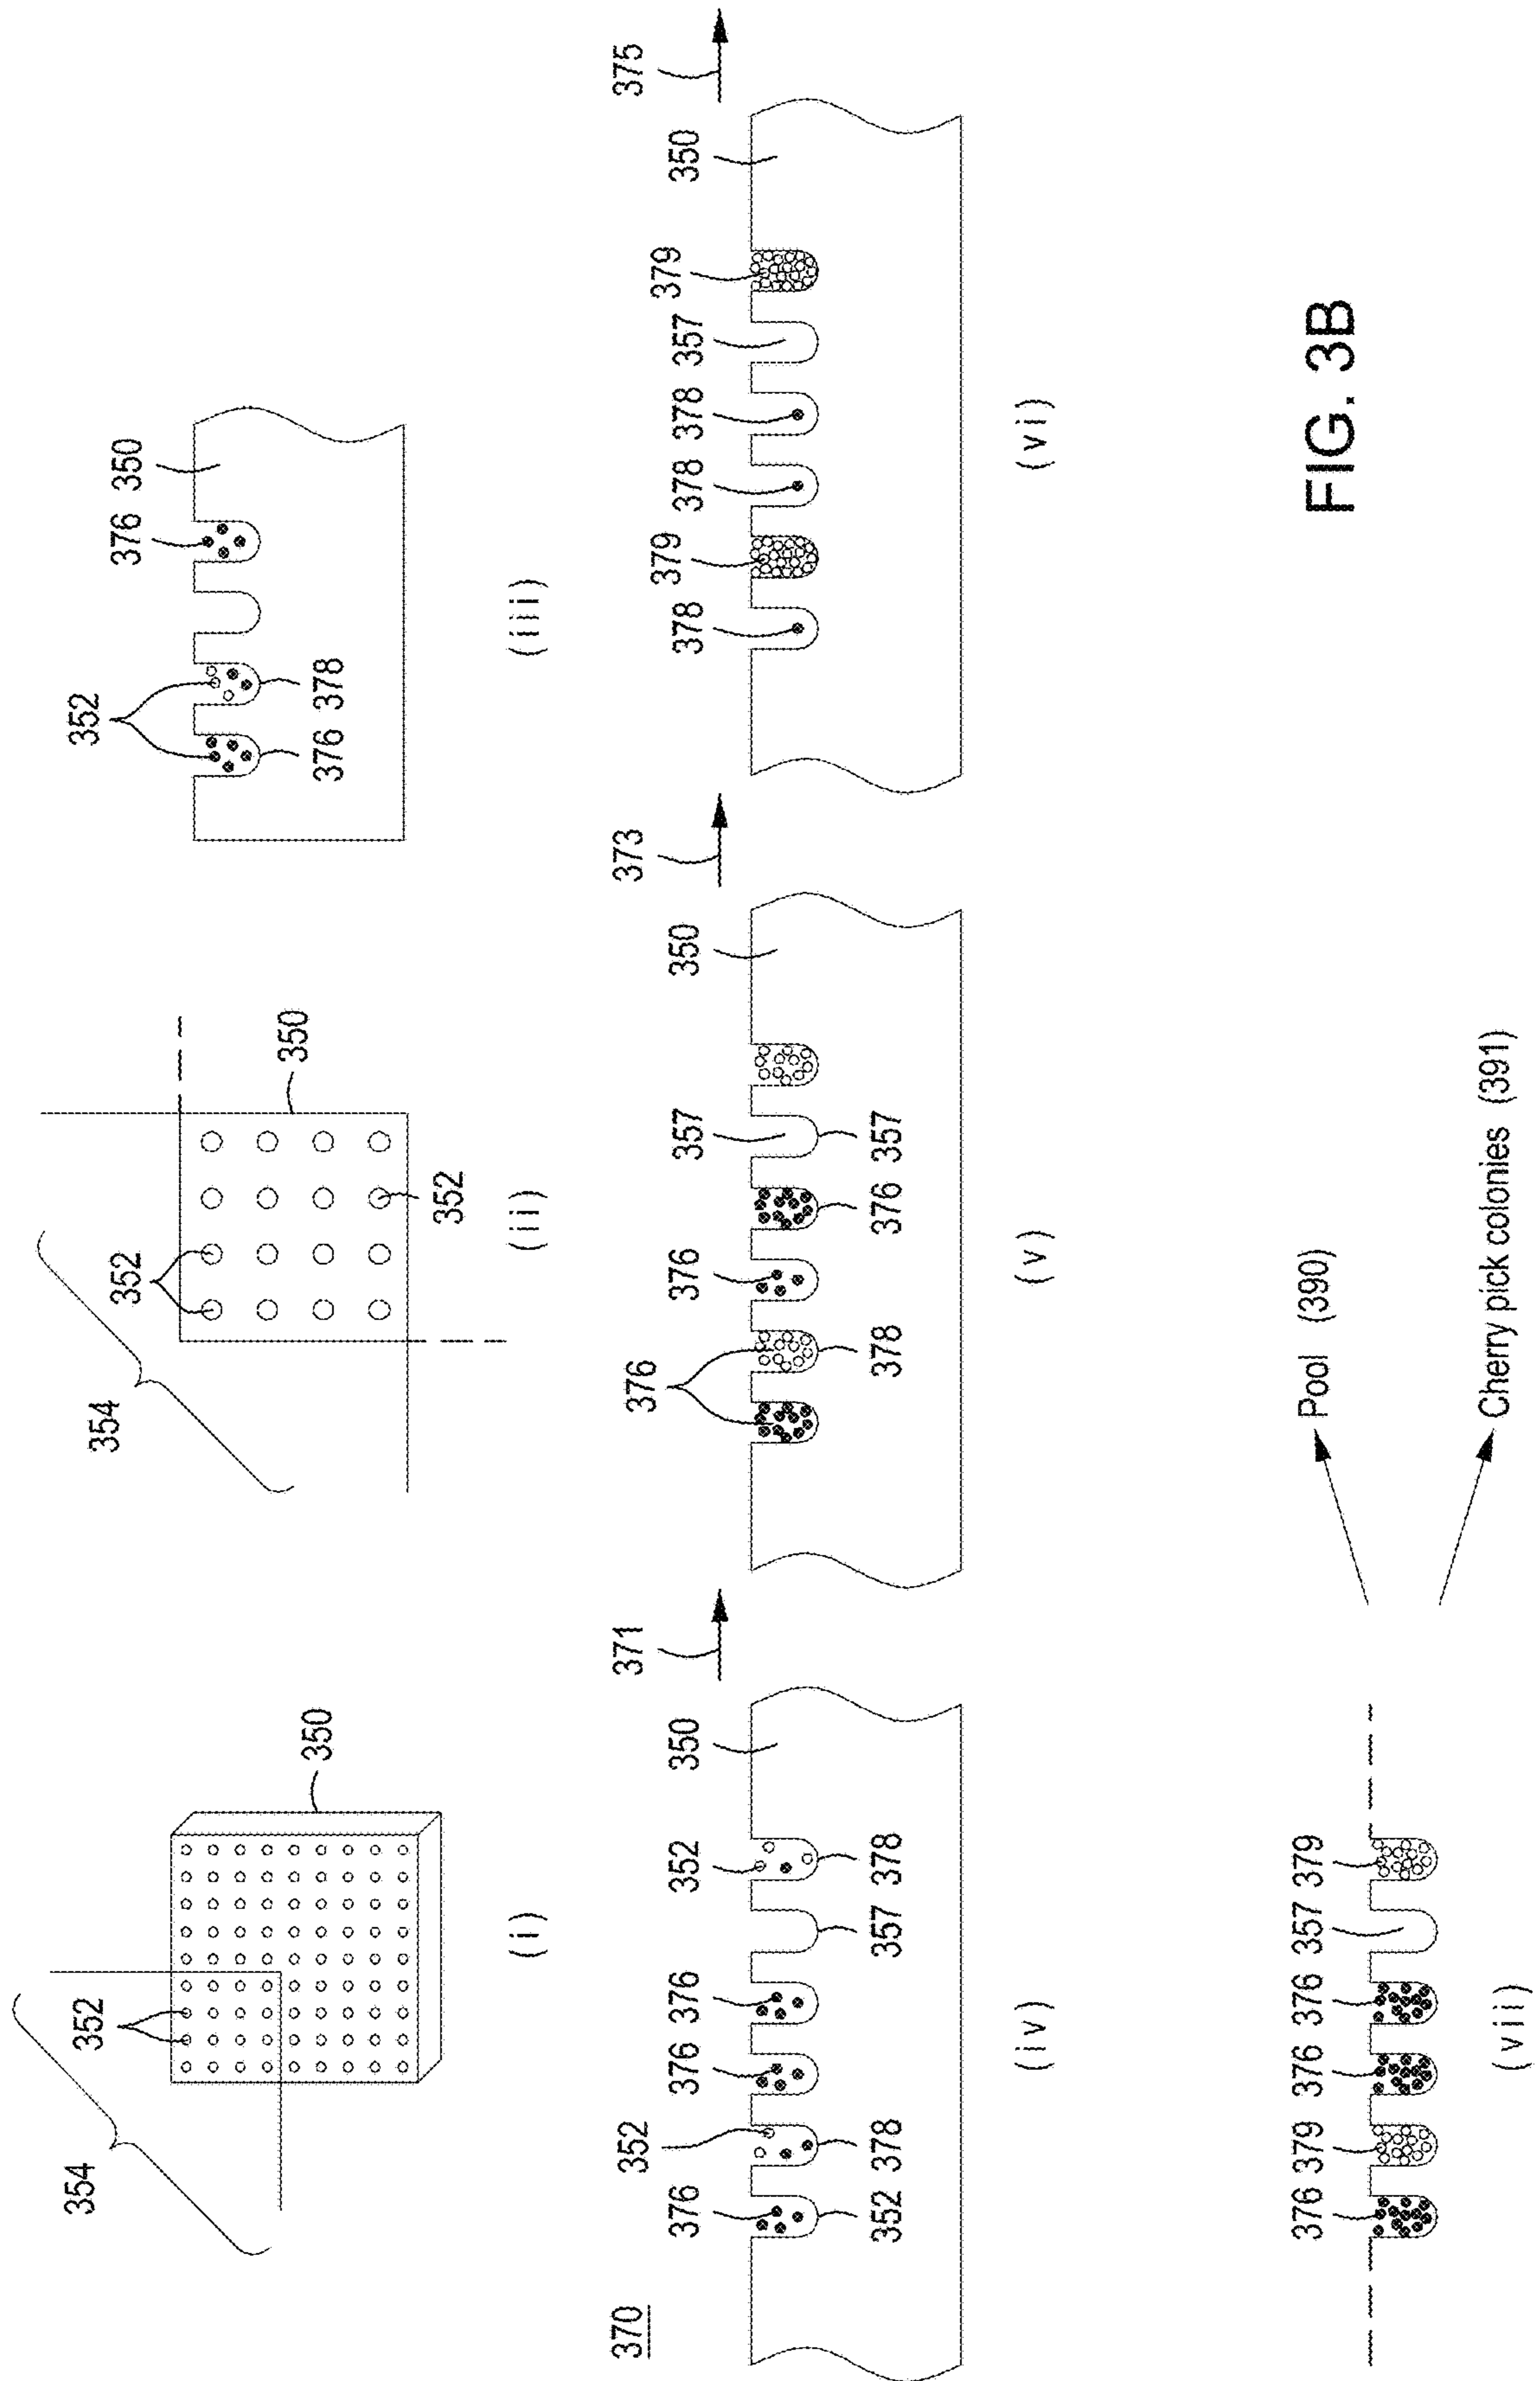 354
352
350
(i)
354
352
350
352
(ii)
352
376 350
376 378
(iii)
370
352
376 376 376 352 350
352 378 357 378
(iv)
371
376 376 357 350
378 376 357
(v)
373
378 379 378 378 357 379 350
(vi)
375
376 379 376 376 357 379
(vii)
Pool (390)
Cherry pick colonies (391)
FIG. 3B